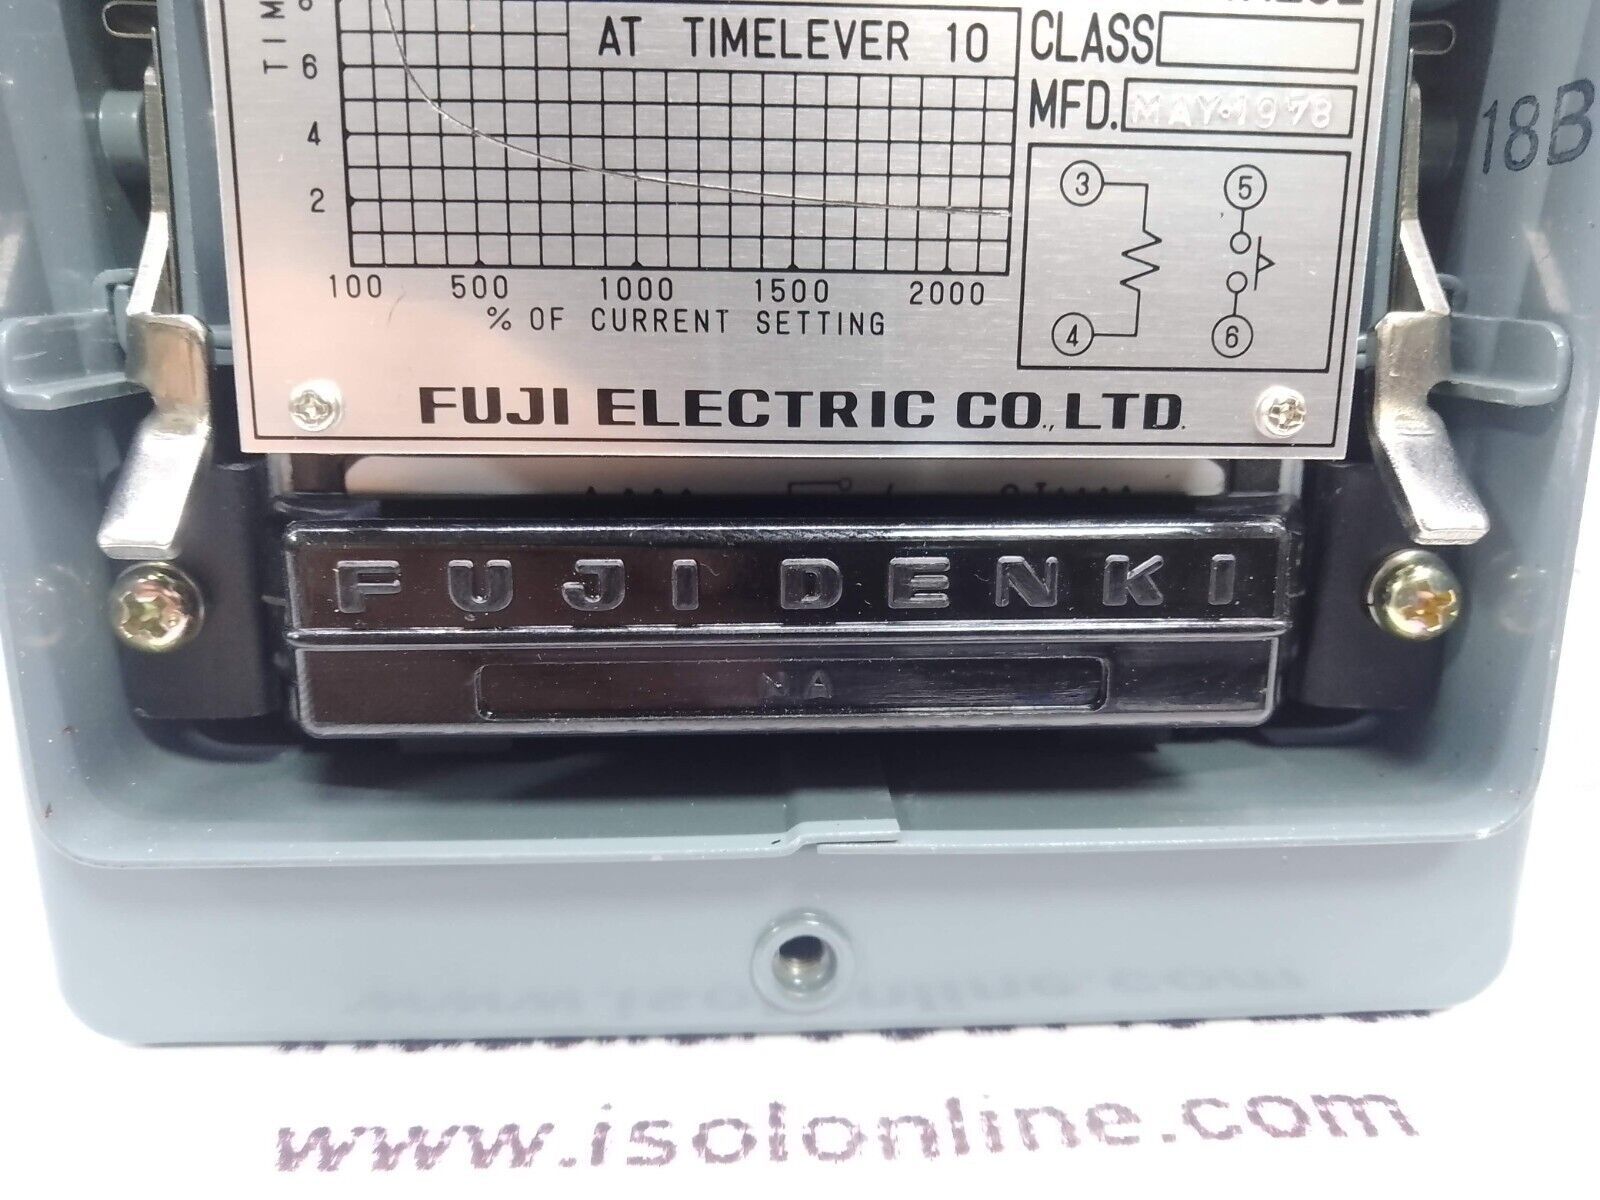 AT TIMELEVER 10
CLASS
MFD. MAY·1978
TIM
6
4
2
100 500 1000 1500 2000
% OF CURRENT SETTING
3
5
4
6
18B
FUJI ELECTRIC CO., LTD.
FUJI DENKI
NA
www.isolonline.com